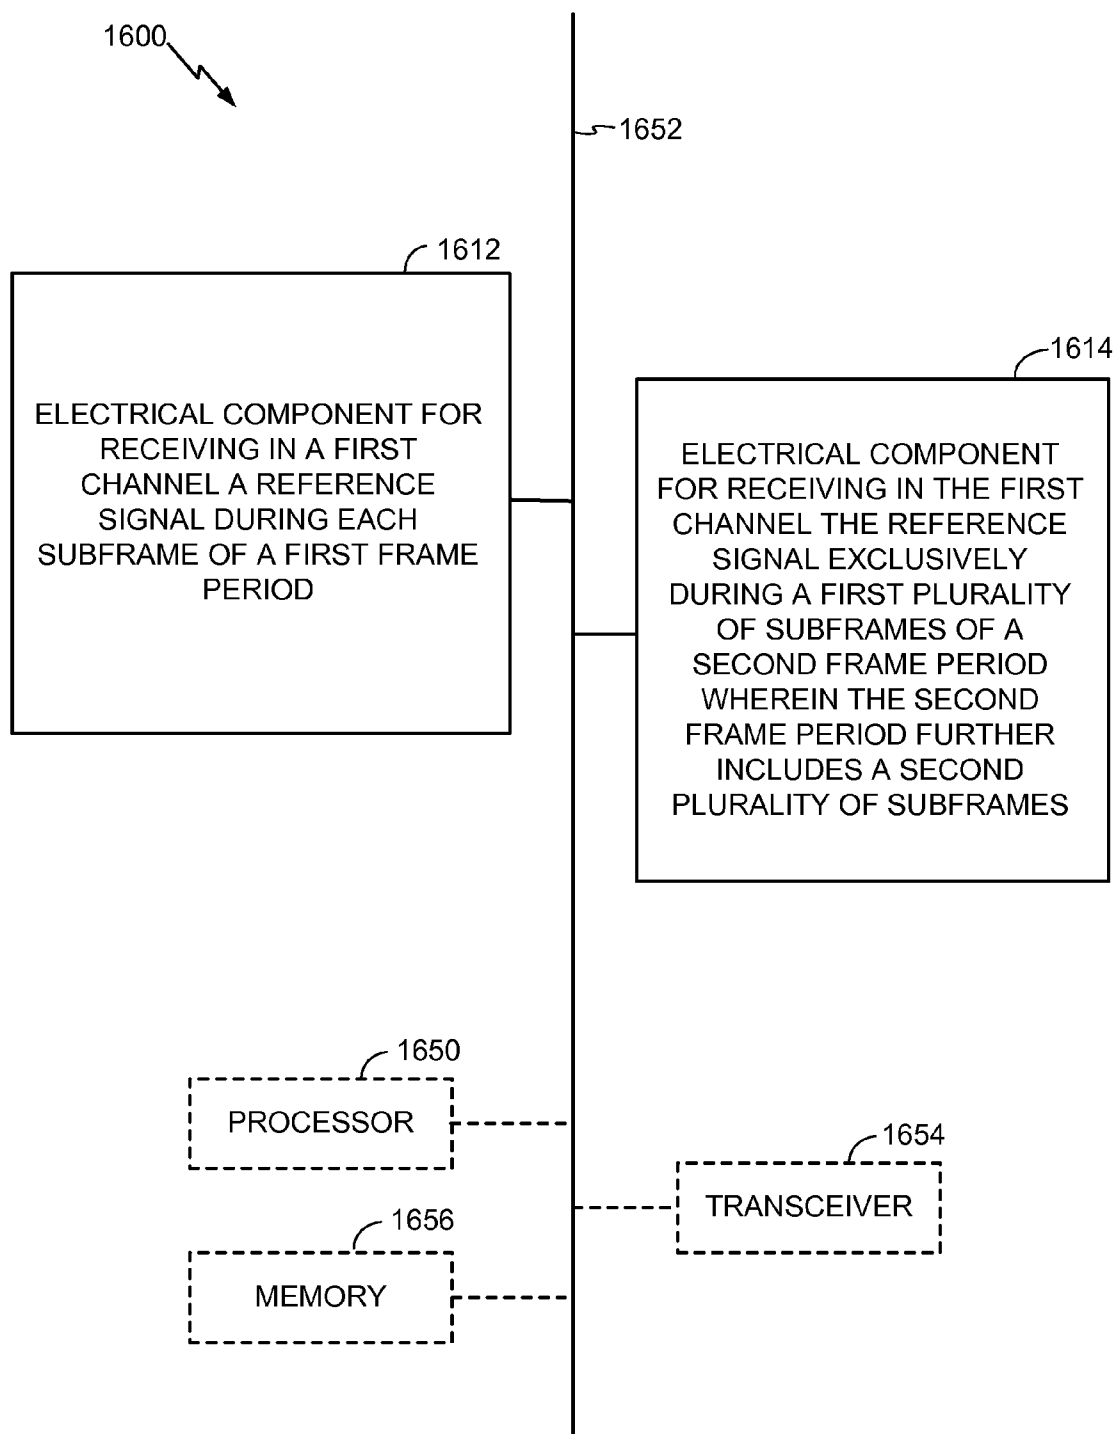 1600
1652
1612
ELECTRICAL COMPONENT FOR
RECEIVING IN A FIRST
CHANNEL A REFERENCE
SIGNAL DURING EACH
SUBFRAME OF A FIRST FRAME
PERIOD
1614
ELECTRICAL COMPONENT
FOR RECEIVING IN THE FIRST
CHANNEL THE REFERENCE
SIGNAL EXCLUSIVELY
DURING A FIRST PLURALITY
OF SUBFRAMES OF A
SECOND FRAME PERIOD
WHEREIN THE SECOND
FRAME PERIOD FURTHER
INCLUDES A SECOND
PLURALITY OF SUBFRAMES
1650
PROCESSOR
1654
TRANSCEIVER
1656
MEMORY